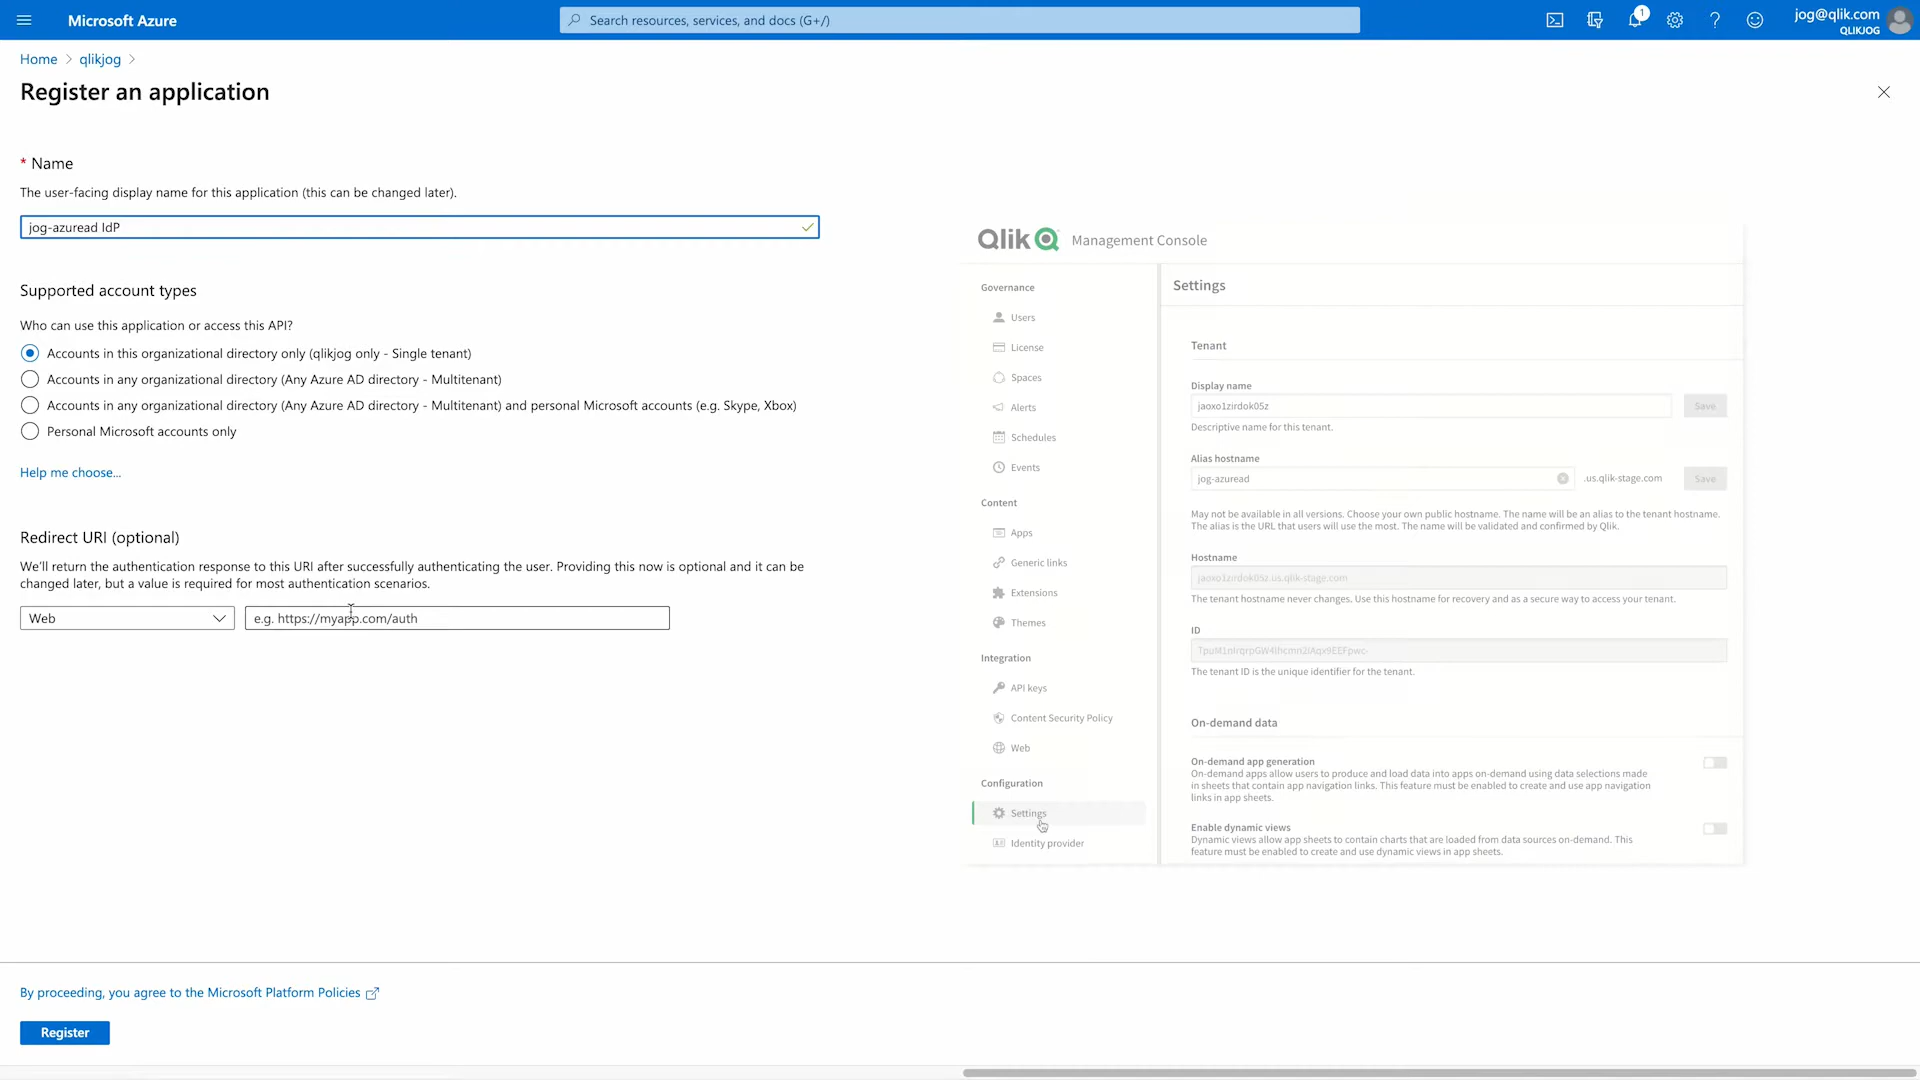 Microsoft Azure
Search resources, services, and docs (G+/)
1
jog@qlik.com
QLIKJOG
Home > qlikjog >
Register an application
* Name
The user-facing display name for this application (this can be changed later).
jog-azuread IdP
Supported account types
Who can use this application or access this API?
Accounts in this organizational directory only (qlikjog only - Single tenant)
Accounts in any organizational directory (Any Azure AD directory - Multitenant)
Accounts in any organizational directory (Any Azure AD directory - Multitenant) and personal Microsoft accounts (e.g. Skype, Xbox)
Personal Microsoft accounts only
Help me choose...
Redirect URI (optional)
We'll return the authentication response to this URI after successfully authenticating the user. Providing this now is optional and it can be
changed later, but a value is required for most authentication scenarios.
Web
e.g. https://myapp.com/auth
By proceeding, you agree to the Microsoft Platform Policies
Register
Qlik Management Console
Governance
Users
License
Spaces
Alerts
Schedules
Events
Content
Apps
Generic links
Extensions
Themes
Integration
API keys
Content Security Policy
Web
Configuration
Settings
Identity provider
Settings
Tenant
Display name
jaoxo1zirdok05z
Save
Descriptive name for this tenant.
Alias hostname
jog-azuread
.us.qlik-stage.com
Save
May not be available in all versions. Choose your own public hostname. The name will be an alias to the tenant hostname.
The alias is the URL that users will use the most. The name will be validated and confirmed by Qlik.
Hostname
jaoxo1zirdok05z.us.qlik-stage.com
The tenant hostname never changes. Use this hostname for recovery and as a secure way to access your tenant.
ID
The tenant ID is the unique identifier for the tenant.
On-demand data
On-demand app generation
On-demand apps allow users to produce and load data into apps on-demand using data selections made
in sheets that contain app navigation links. This feature must be enabled to create and use app navigation
links in app sheets.
Enable dynamic views
Dynamic views allow app sheets to contain charts that are loaded from data sources on-demand. This
feature must be enabled to create and use dynamic views in app sheets.